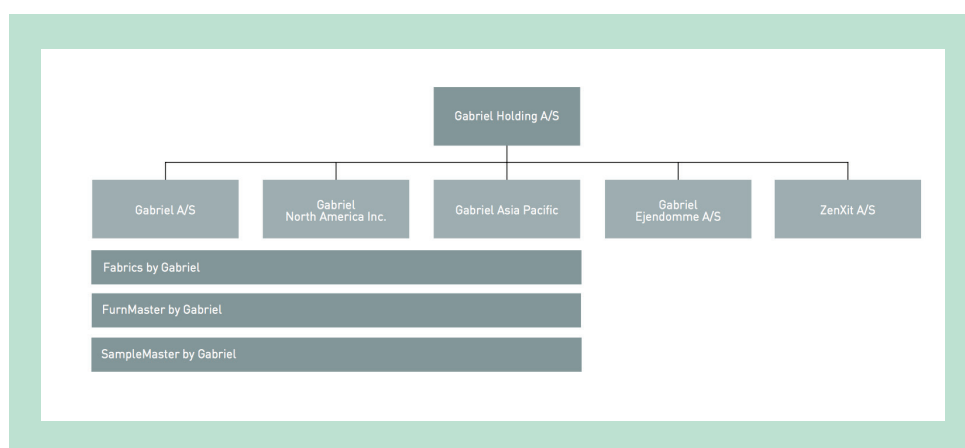 Gabriel Holding A/S
Gabriel A/S
Gabriel
North America Inc.
Gabriel Asia Pacific
Gabriel
Ejendomme A/S
ZenXit A/S
Fabrics by Gabriel
FurnMaster by Gabriel
SampleMaster by Gabriel